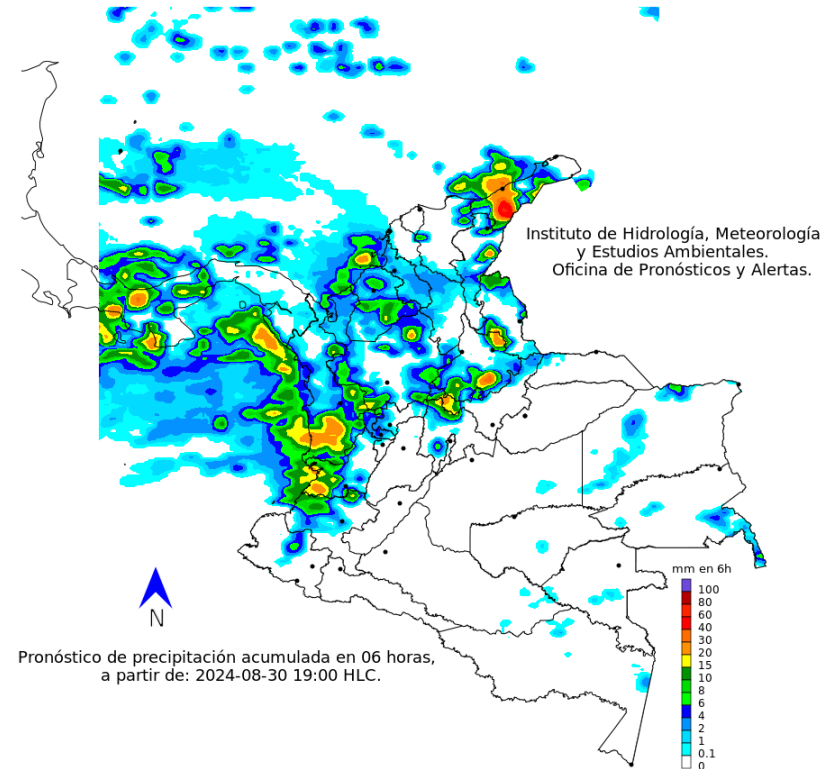 Instituto de Hidrología, Meteorología
y Estudios Ambientales.
Oficina de Pronósticos y Alertas.
mm en 6h
100
80
60
40
30
20
15
10
8
6
4
2
1
0.1
0
N
Pronóstico de precipitación acumulada en 06 horas,
a partir de: 2024-08-30 19:00 HLC.